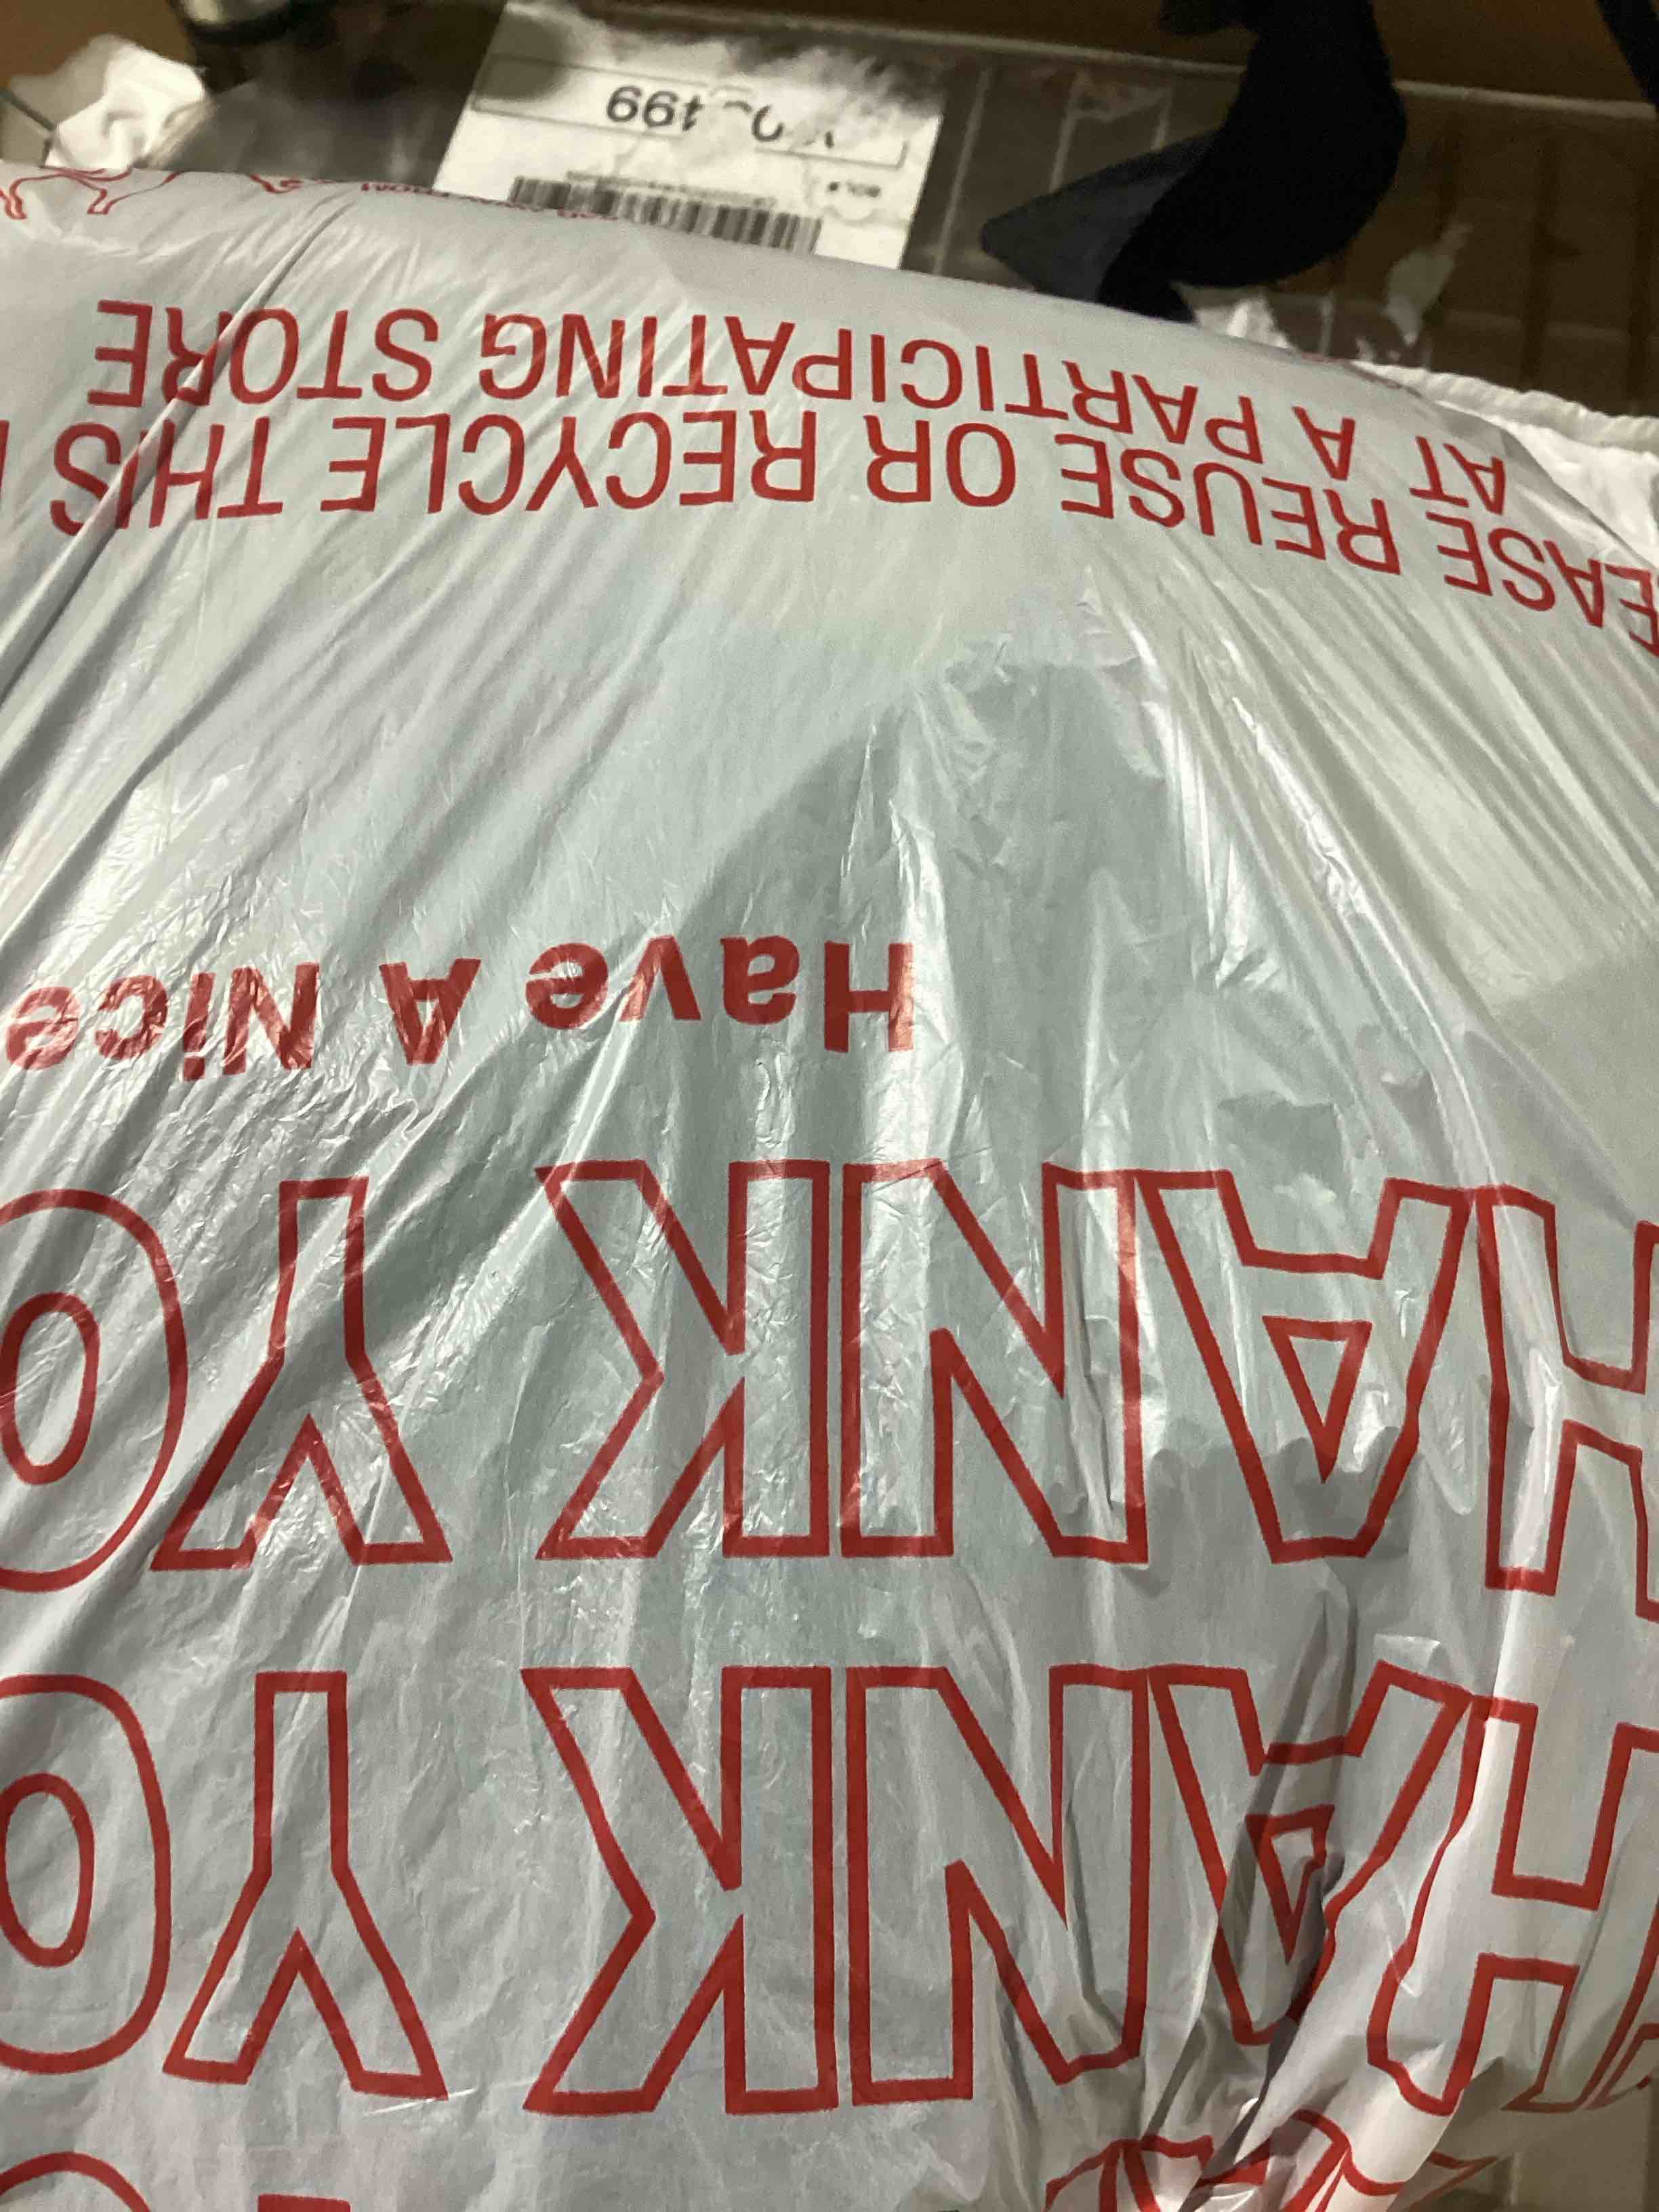 HANK YO
HANK YO
Have A Nice
EASE REUSE OR RECYCLE THIS
AT A PARTICIPATING STORE